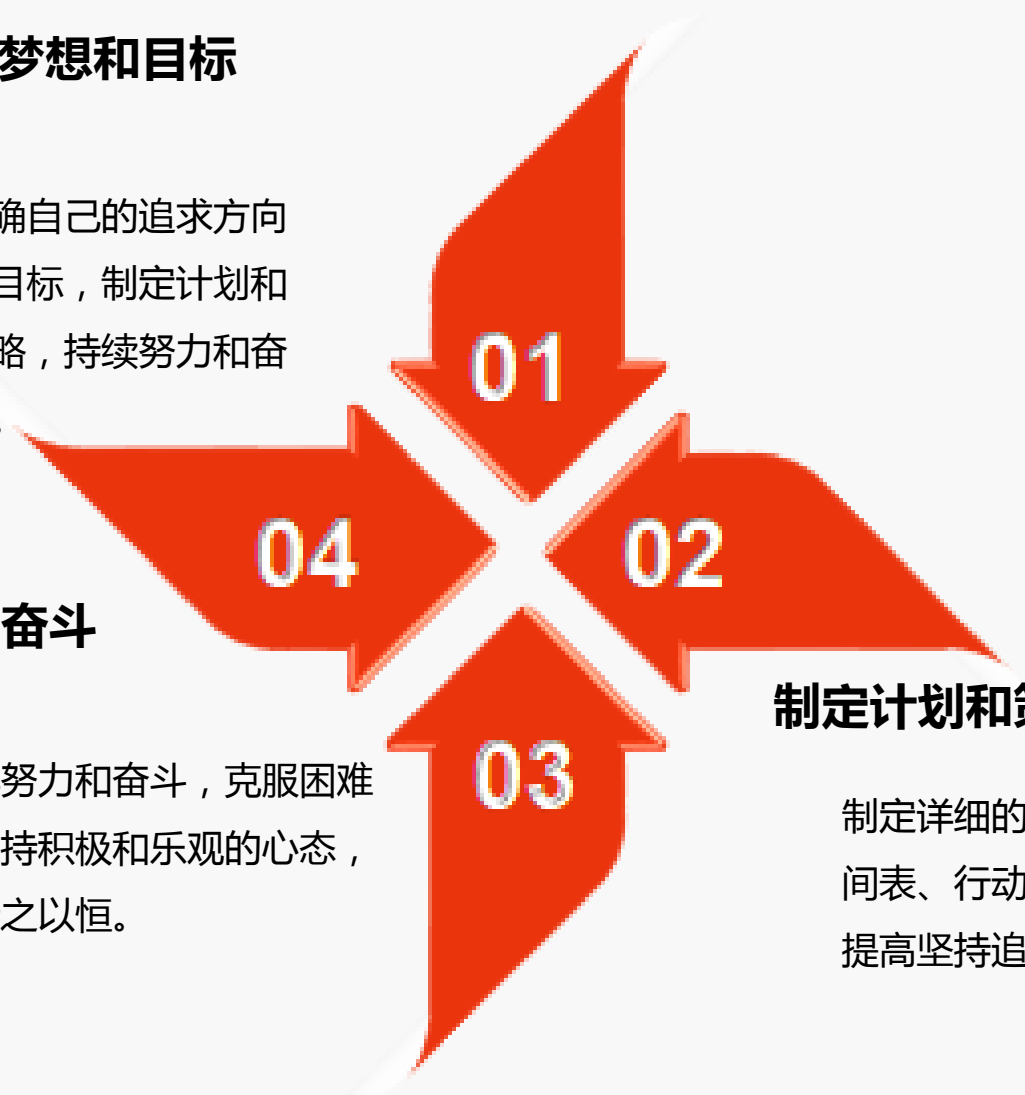 梦想和目标
确自己的追求方向
目标，制定计划和
略，持续努力和奋
01
04
02
03
奋斗
努力和奋斗，克服困难
持积极和乐观的心态，
之以恒。
制定计划和
制定详细的
间表、行动
提高坚持追